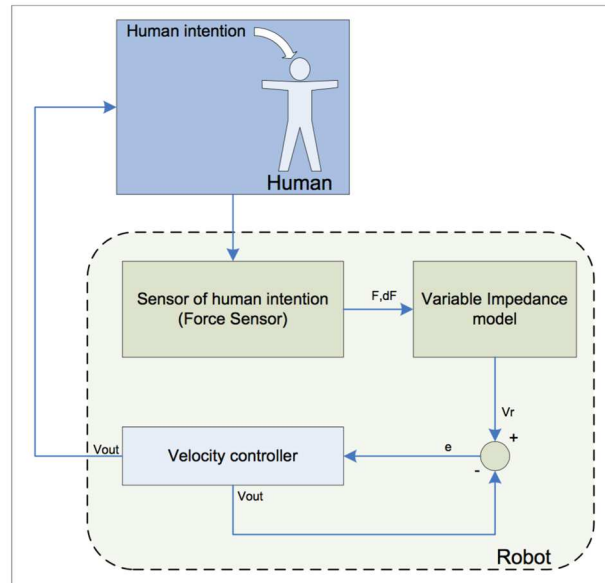 Human intention
Human
Sensor of human intention
(Force Sensor)
F,dF
Variable Impedance
model
Vr
+
e
-
Vout
Velocity controller
Vout
Robot